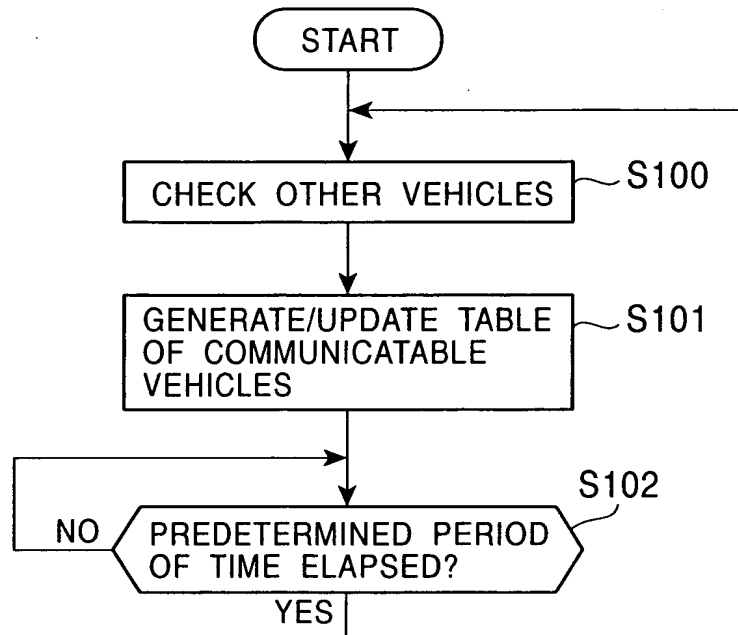 START
CHECK OTHER VEHICLES
S100
GENERATE/UPDATE TABLE
OF COMMUNICATABLE
VEHICLES
S101
S102
NO
PREDETERMINED PERIOD
OF TIME ELAPSED?
YES